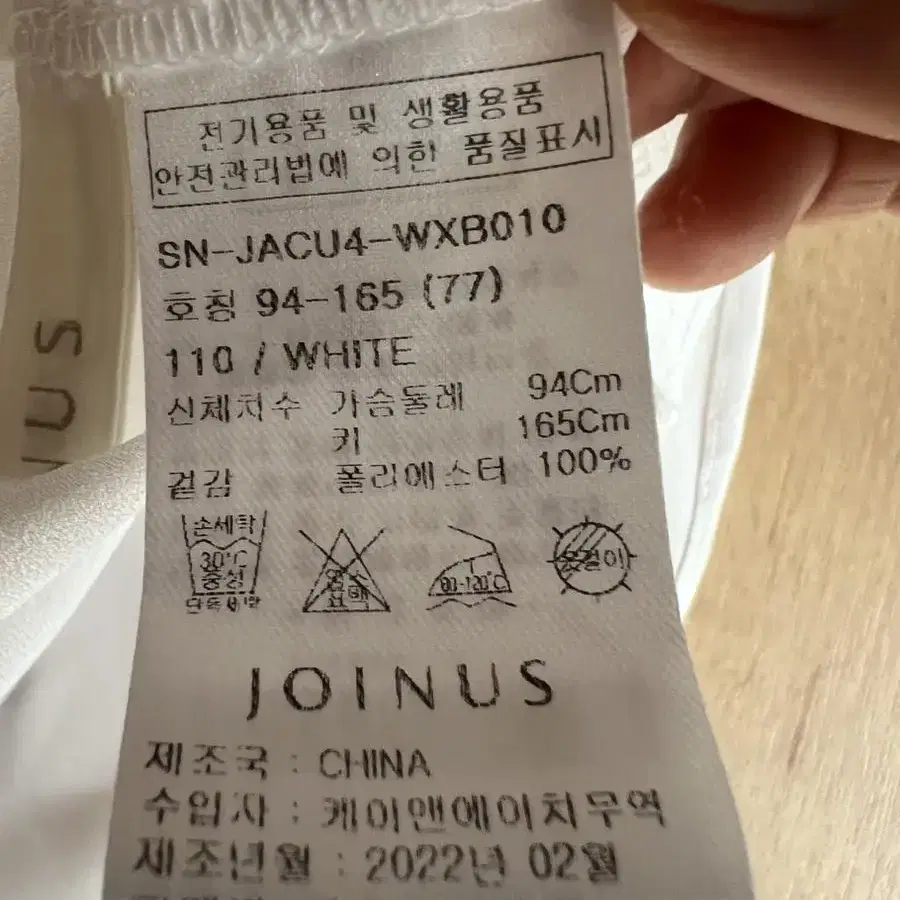 전기용품 및 생활용품
안전관리법에 의한 품질표시
SN-JACU4-WXB010
호칭 94-165 (77)
110 / WHITE
신체치수 가슴둘레 94Cm
키 165Cm
겉감 폴리에스터 100%
손세탁
30°C
중성
80-120°C
옷걸이
JOINUS
제조국 : CHINA
수입자 : 케이앤에이치무역
제조년월 : 2022년 02월
NUS